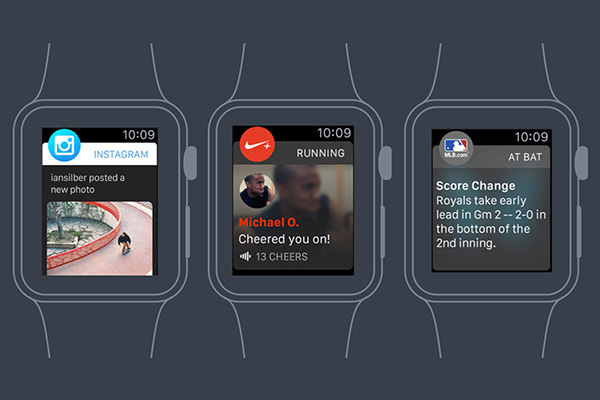 10:09
INSTAGRAM
iansilber posted a
new photo
10:09
RUNNING
Michael O.
Cheered you on!
13 CHEERS
10:09
MLB.com
AT BAT
Score Change
Royals take early
lead in Gm 2 -- 2-0 in
the bottom of the
2nd inning.